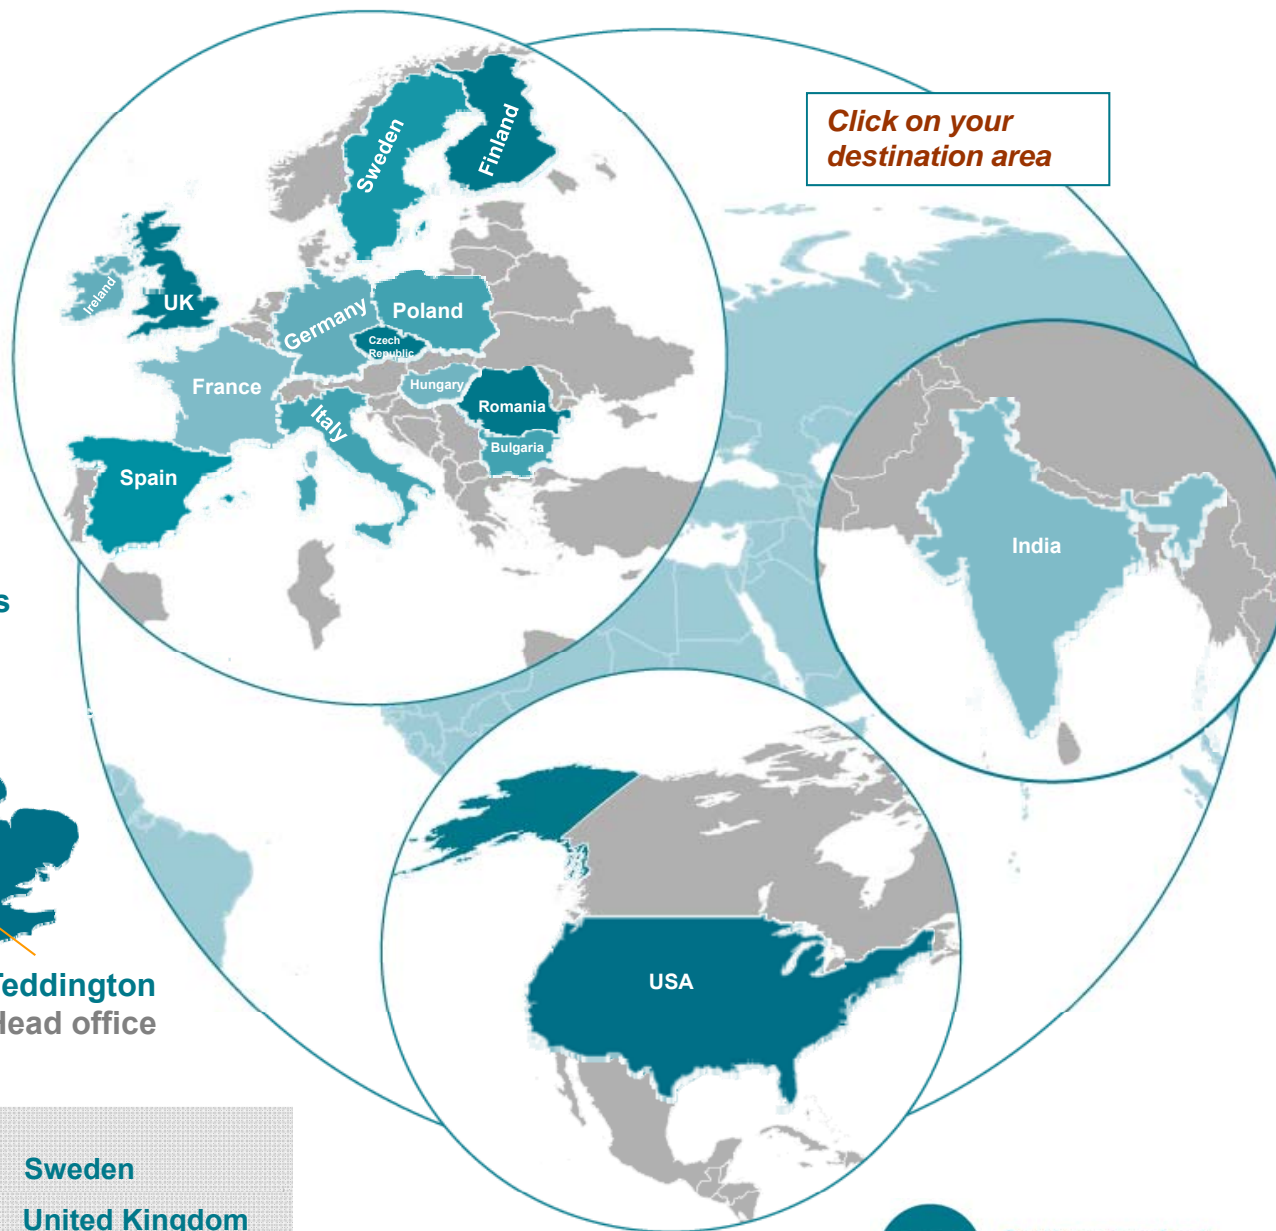 Click on your
destination area
Finland
Sweden
Ireland
UK
Germany
Poland
Czech
Republic
France
Hungary
Italy
Romania
Bulgaria
Spain
India
s
USA
Teddington
Head office
Sweden
United Kingdom